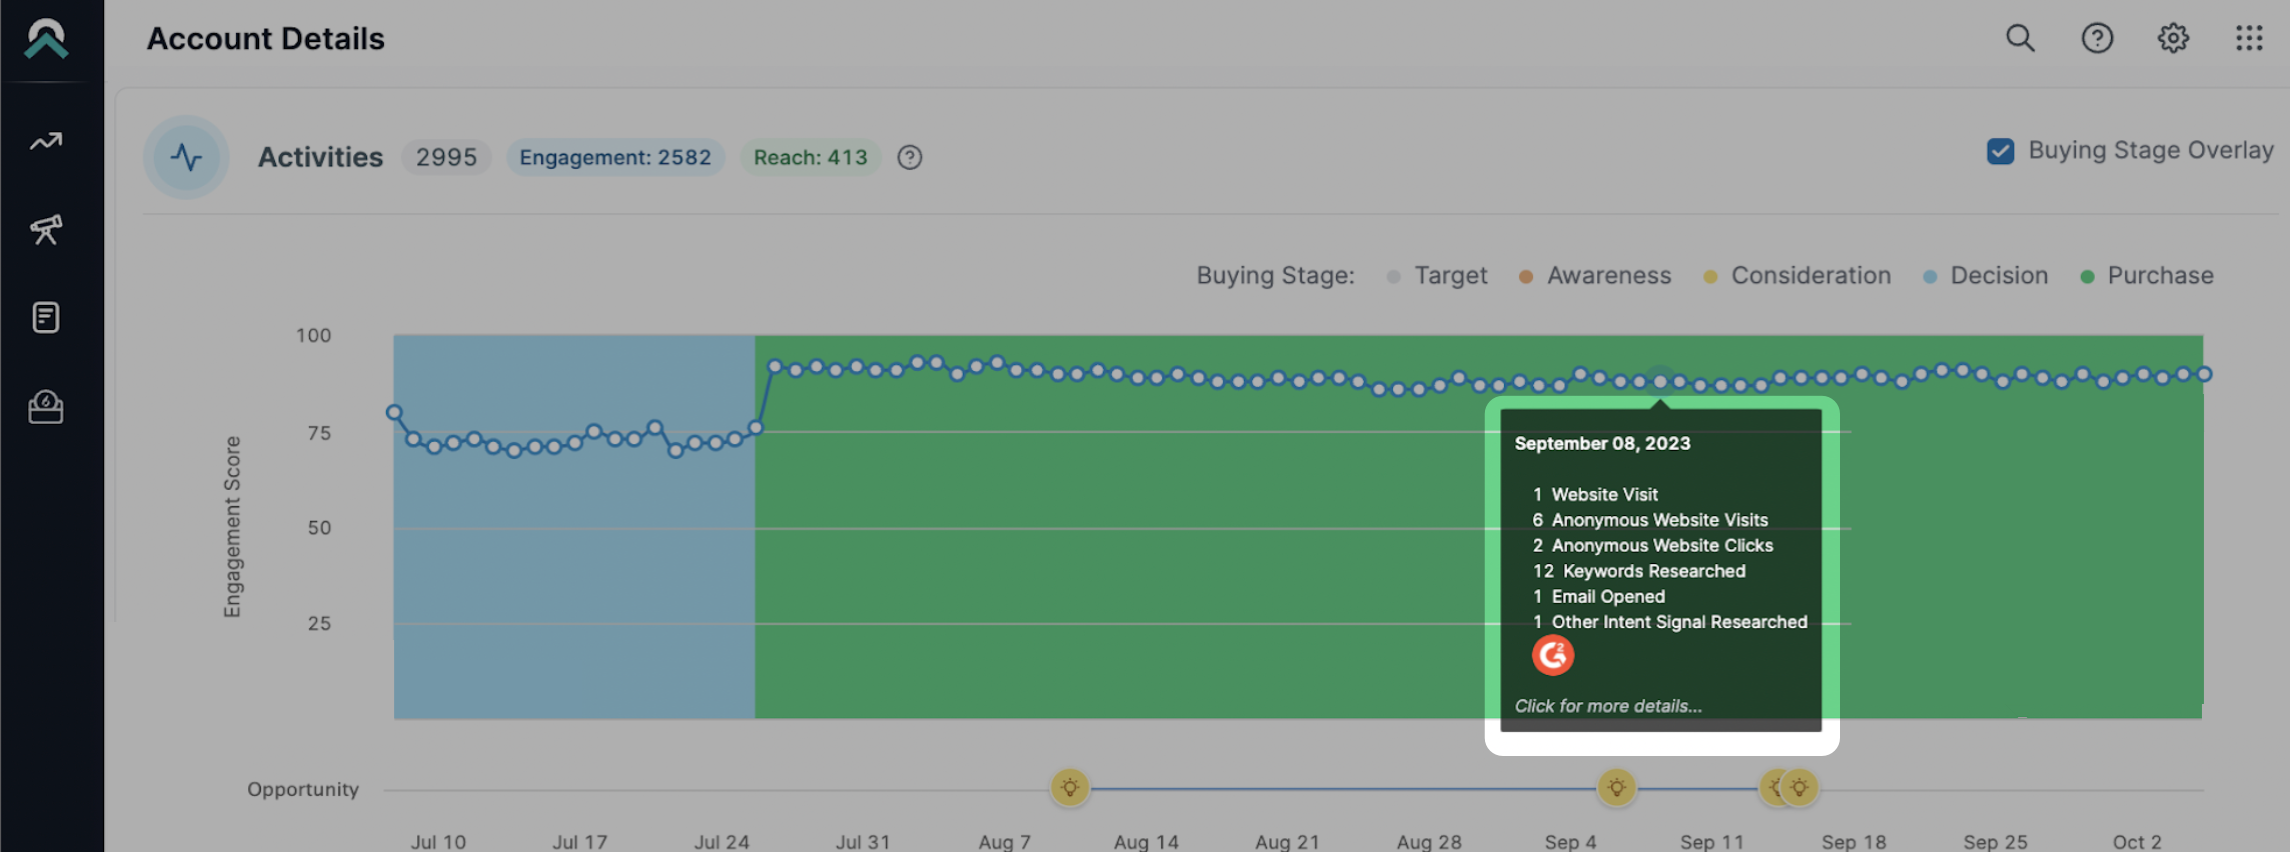 Account Details
Activities 2995 Engagement: 2582 Reach: 413
Buying Stage Overlay
Buying Stage: Target Awareness Consideration Decision Purchase
100
75
50
25
Engagement Score
September 08, 2023
1 Website Visit
6 Anonymous Website Visits
2 Anonymous Website Clicks
12 Keywords Researched
1 Email Opened
1 Other Intent Signal Researched
G2
Click for more details...
Opportunity
Jul 10 Jul 17 Jul 24 Jul 31 Aug 7 Aug 14 Aug 21 Aug 28 Sep 4 Sep 11 Sep 18 Sep 25 Oct 2